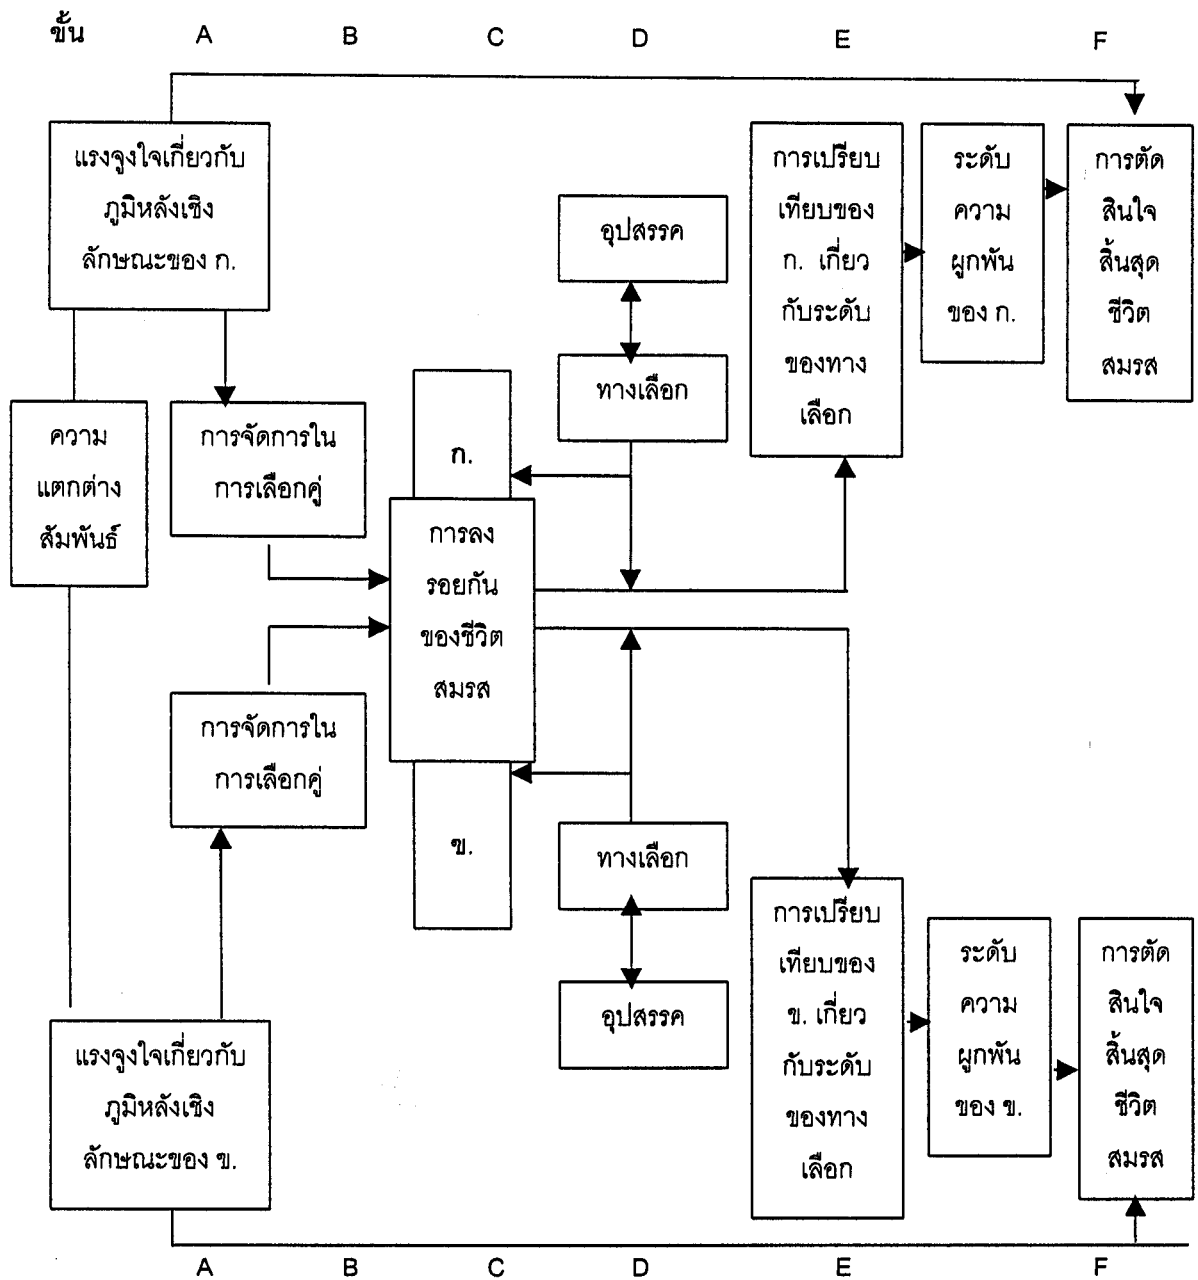 ขั้น A B C D E F
แรงจูงใจเกี่ยวกับ
ภูมิหลังเชิง
ลักษณะของ ก.
ความ
แตกต่าง
สัมพันธ์
การจัดการใน
การเลือกคู่
ก.
การลง
รอยกัน
ของชีวิต
สมรส
ข.
อุปสรรค
ทางเลือก
การเปรียบ
เทียบของ
ก. เกี่ยว
กับระดับ
ของทาง
เลือก
ระดับ
ความ
ผูกพัน
ของ ก.
การตัด
สินใจ
สิ้นสุด
ชีวิต
สมรส
การจัดการใน
การเลือกคู่
แรงจูงใจเกี่ยวกับ
ภูมิหลังเชิง
ลักษณะของ ข.
ทางเลือก
อุปสรรค
การเปรียบ
เทียบของ
ข. เกี่ยว
กับระดับ
ของทาง
เลือก
ระดับ
ความ
ผูกพัน
ของ ข.
การตัด
สินใจ
สิ้นสุด
ชีวิต
สมรส
A B C D E F